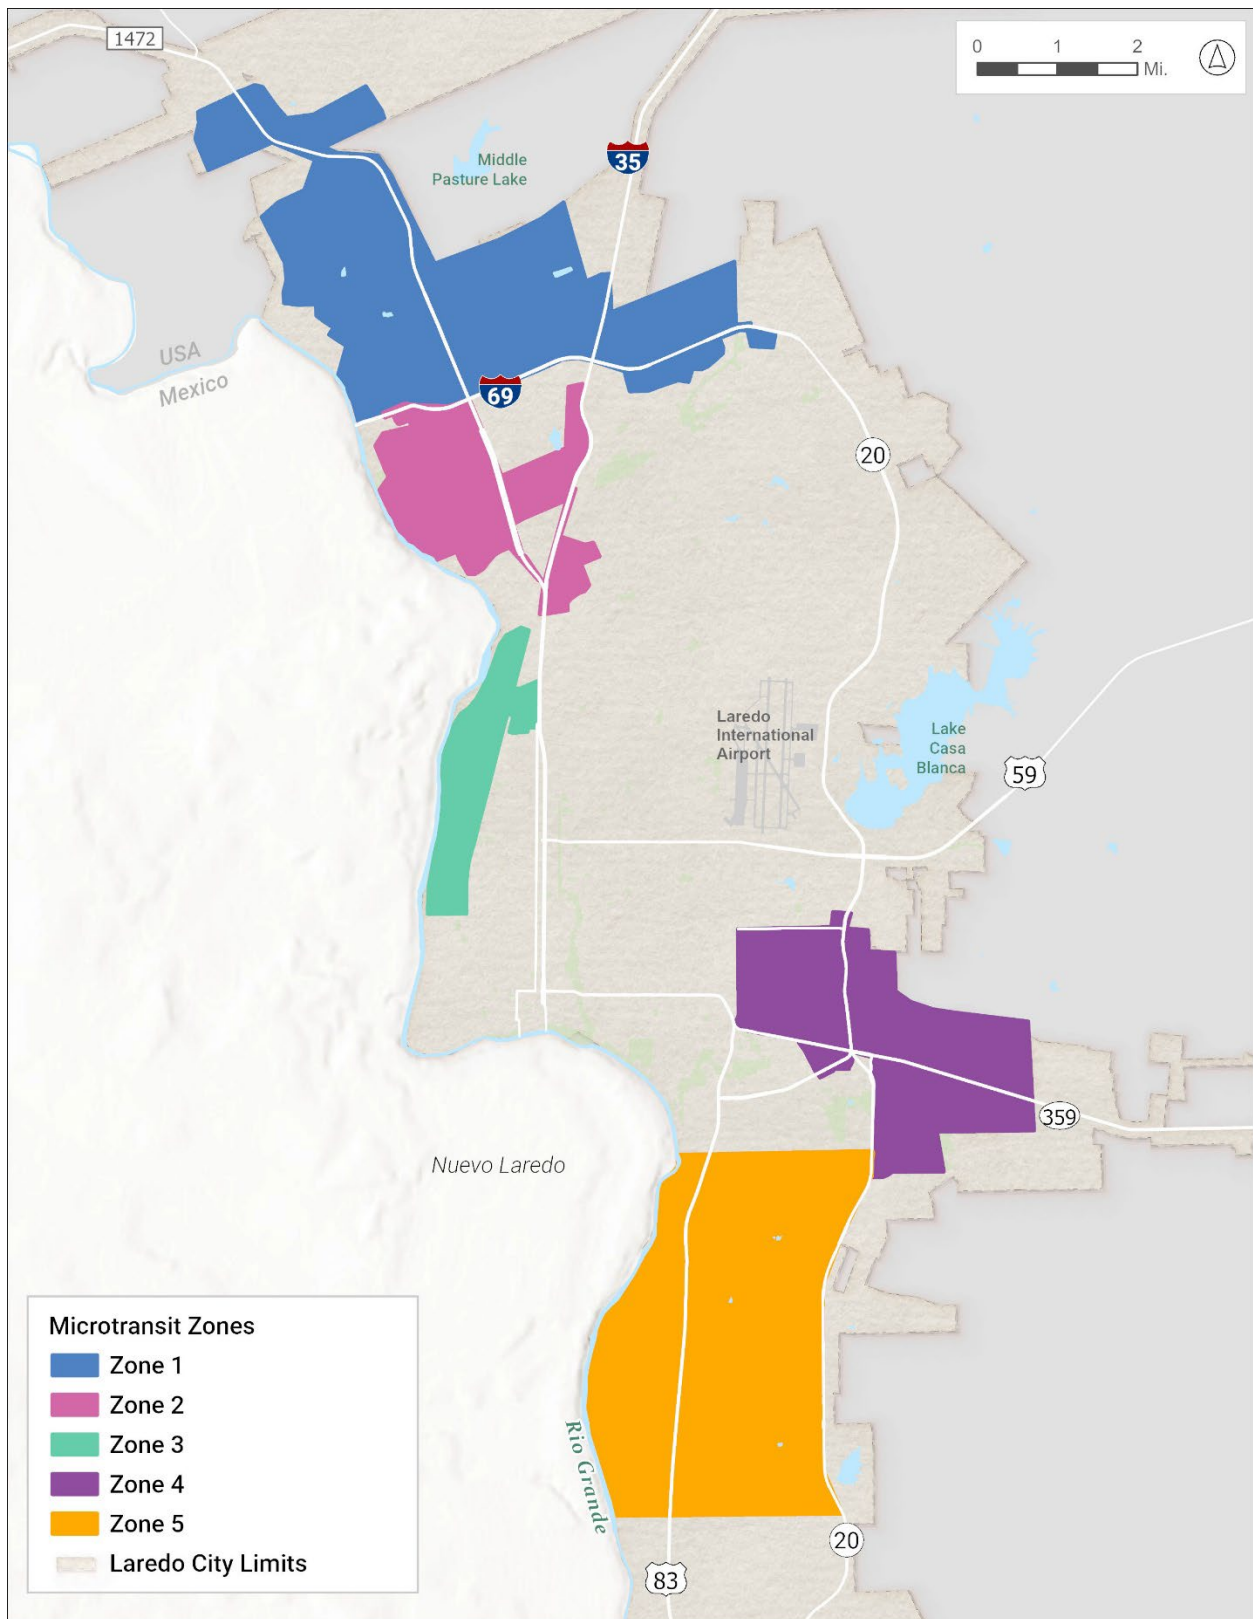 1472
0 1 2
Mi.
35
Middle
Pasture Lake
USA
Mexico
69
20
Laredo
International
Airport
Lake
Casa
Blanca
59
359
Nuevo Laredo
Rio Grande
20
83
Microtransit Zones
Zone 1
Zone 2
Zone 3
Zone 4
Zone 5
Laredo City Limits